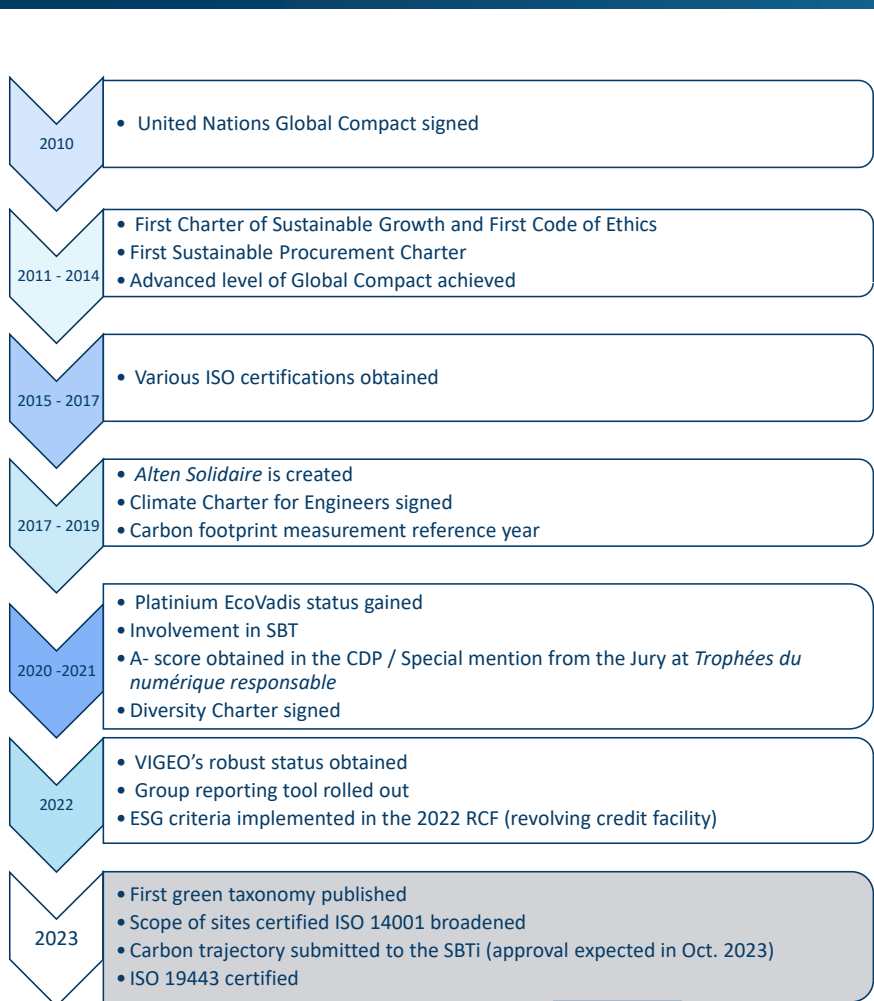 2010
• United Nations Global Compact signed
2011 - 2014
• First Charter of Sustainable Growth and First Code of Ethics
• First Sustainable Procurement Charter
• Advanced level of Global Compact achieved
2015 - 2017
• Various ISO certifications obtained
2017 - 2019
• Alten Solidaire is created
• Climate Charter for Engineers signed
• Carbon footprint measurement reference year
2020 -2021
• Platinium EcoVadis status gained
• Involvement in SBT
• A- score obtained in the CDP / Special mention from the Jury at Trophées du
numérique responsable
• Diversity Charter signed
2022
• VIGEO’s robust status obtained
• Group reporting tool rolled out
• ESG criteria implemented in the 2022 RCF (revolving credit facility)
2023
• First green taxonomy published
• Scope of sites certified ISO 14001 broadened
• Carbon trajectory submitted to the SBTi (approval expected in Oct. 2023)
• ISO 19443 certified